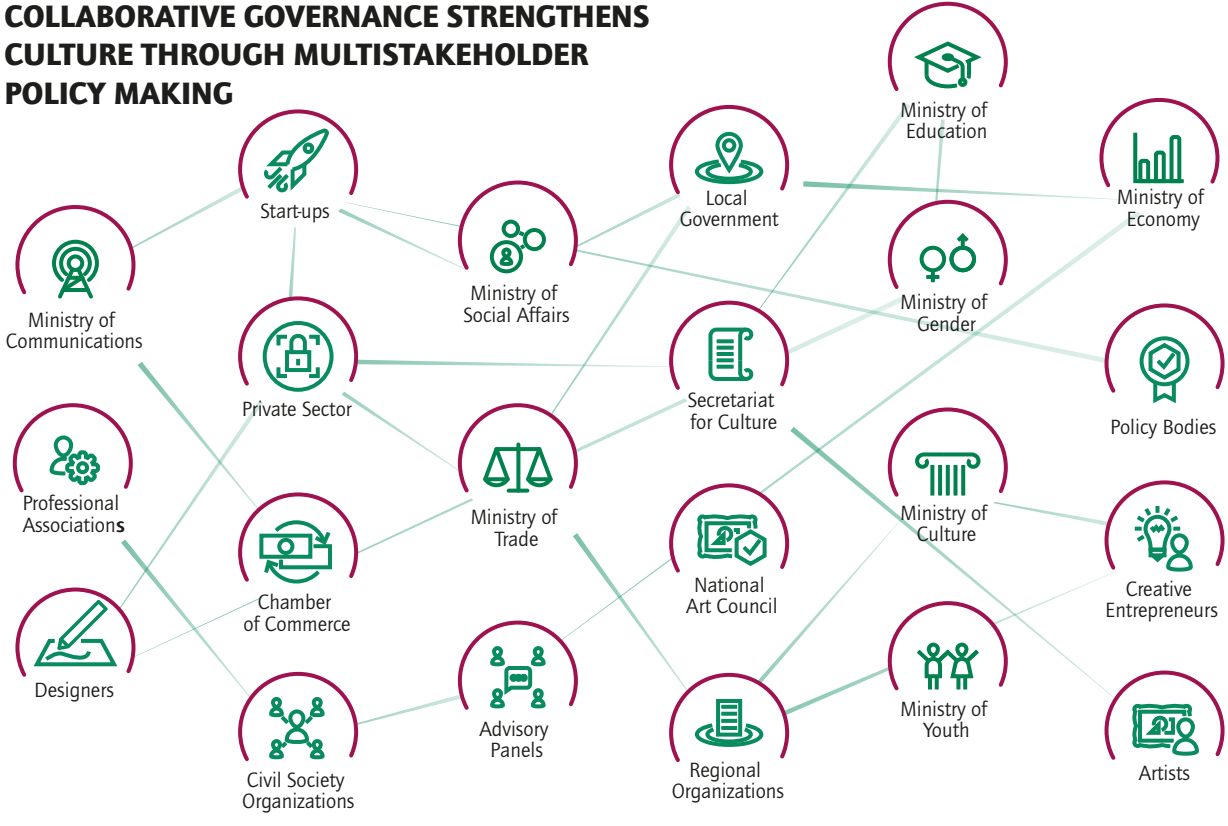 COLLABORATIVE GOVERNANCE STRENGTHENS
CULTURE THROUGH MULTISTAKEHOLDER
POLICY MAKING
Ministry of
Education
Start-ups
Local
Government
Ministry of
Economy
Ministry of
Communications
Ministry of
Social Affairs
Ministry of
Gender
Private Sector
Secretariat
for Culture
Policy Bodies
Professional
Associations
Ministry of
Trade
Ministry of
Culture
Chamber
of Commerce
National
Art Council
Creative
Entrepreneurs
Designers
Advisory
Panels
Ministry of
Youth
Civil Society
Organizations
Regional
Organizations
Artists